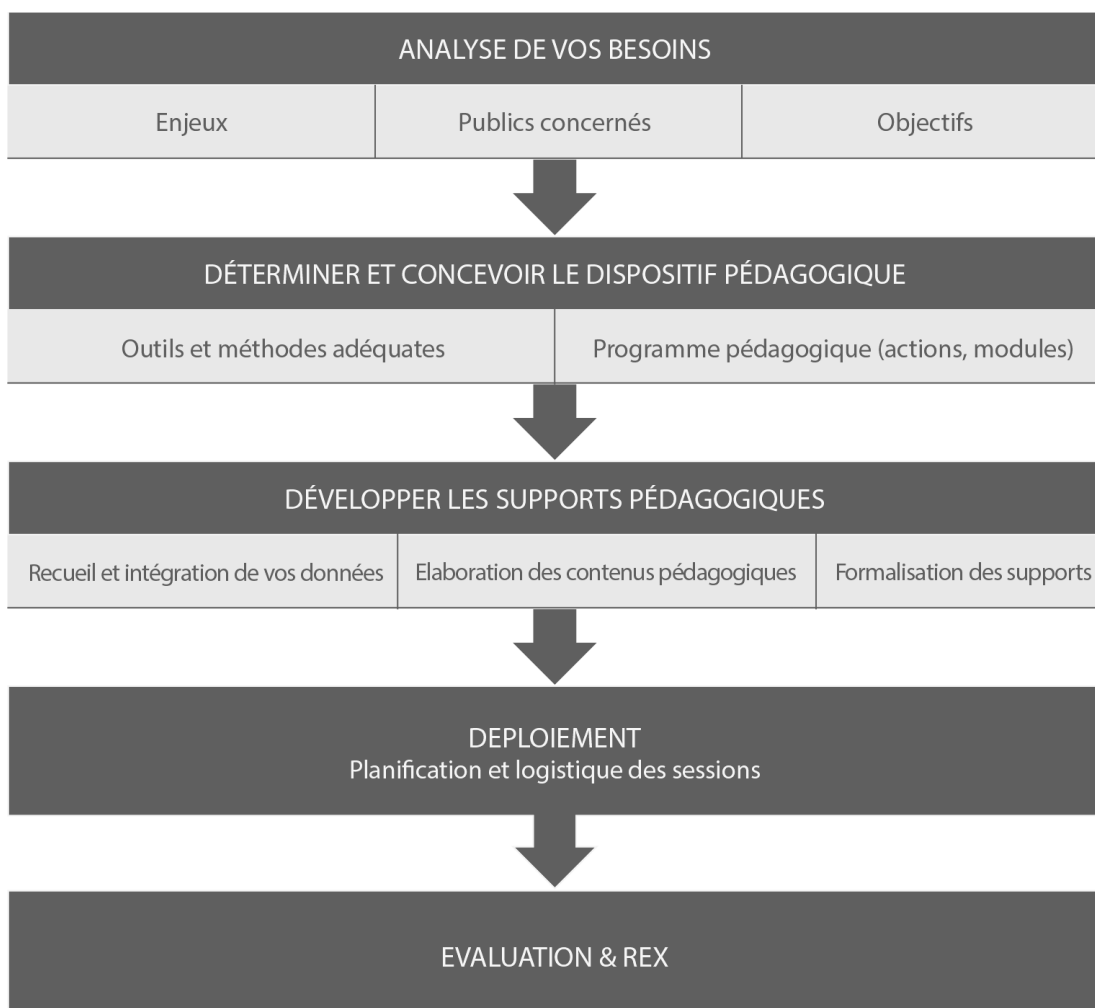 ANALYSE DE VOS BESOINS
Enjeux
Publics concernés
Objectifs
DÉTERMINER ET CONCEVOIR LE DISPOSITIF PÉDAGOGIQUE
Outils et méthodes adéquates
Programme pédagogique (actions, modules)
DÉVELOPPER LES SUPPORTS PÉDAGOGIQUES
Recueil et intégration de vos données
Elaboration des contenus pédagogiques
Formalisation des supports
DEPLOIEMENT
Planification et logistique des sessions
EVALUATION & REX